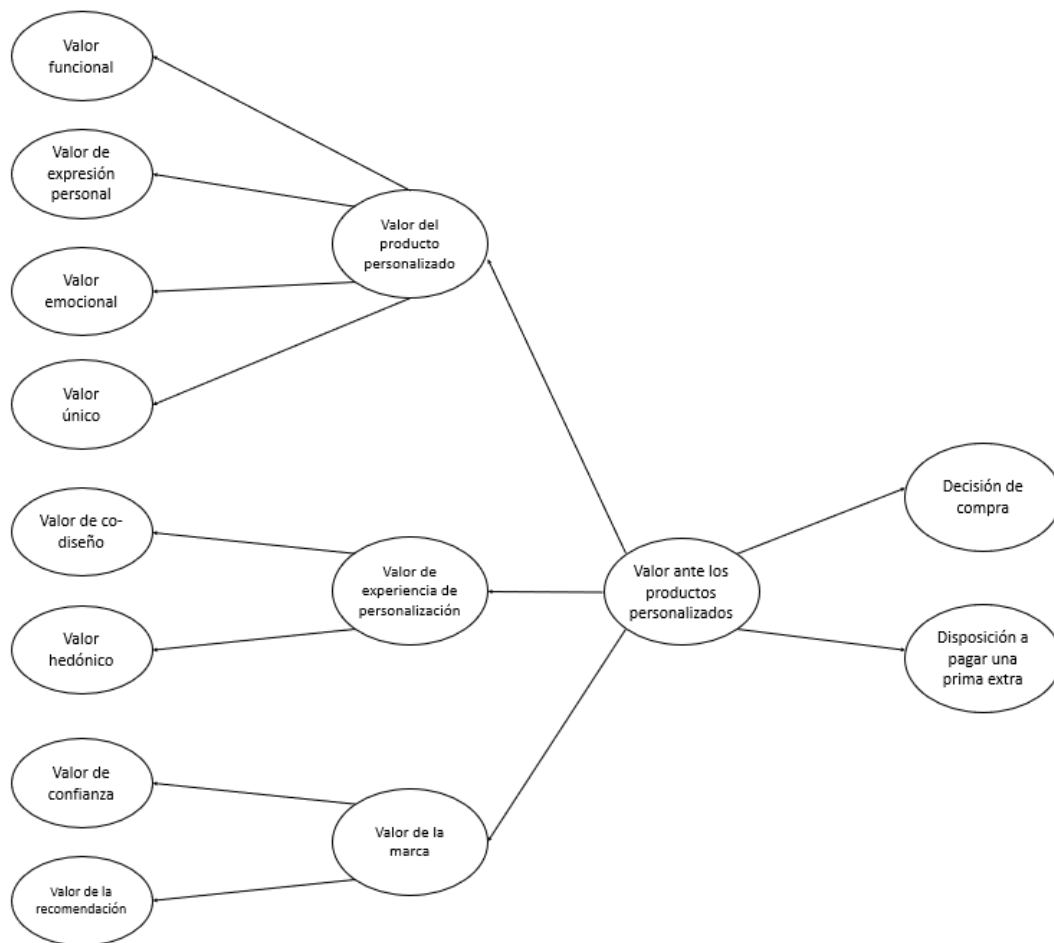 Valor
funcional
Valor de
expresión
personal
Valor
emocional
Valor
único
Valor del
producto
personalizado
Valor de co-
diseño
Valor
hedónico
Valor de
experiencia de
personalización
Valor de
confianza
Valor de la
recomendación
Valor de la
marca
Valor ante los
productos
personalizados
Decisión de
compra
Disposición a
pagar una
prima extra